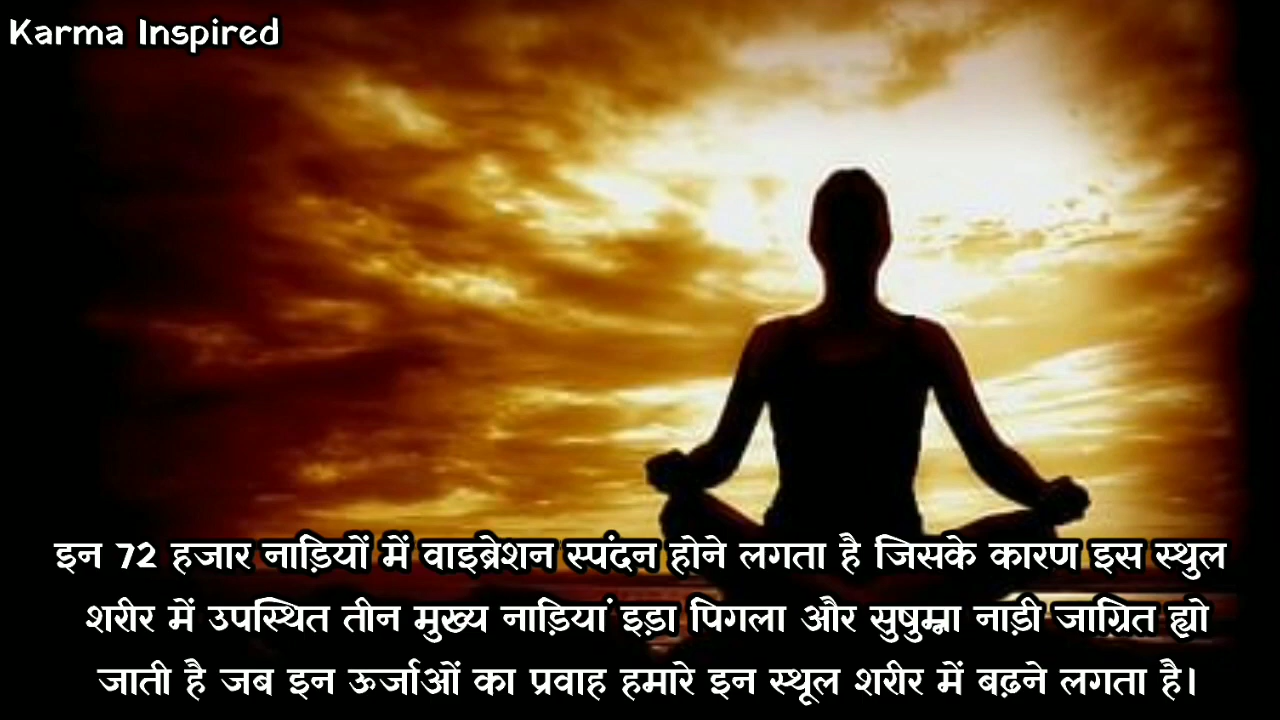 Karma Inspired
इन 72 हजार नाड़ियों में वाइब्रेशन स्पंदन होने लगता है जिसके कारण इस स्थुल
शरीर में उपस्थित तीन मुख्य नाड़ियां इड़ा पिगला और सुषुम्ना नाड़ी जाग्रित ह्यो
जाती है जब इन ऊर्जाओं का प्रवाह हमारे इन स्थूल शरीर में बढ़ने लगता है।